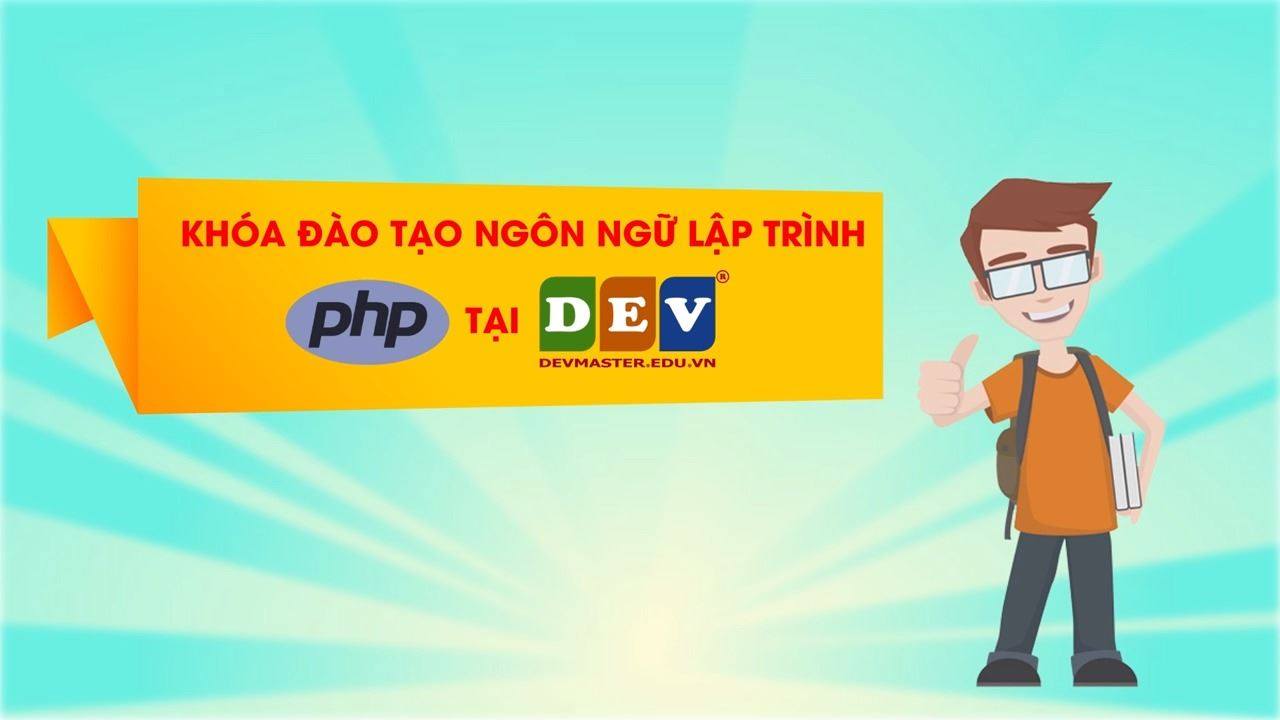 KHÓA ĐÀO TẠO NGÔN NGỮ LẬP TRÌNH
php TẠI DEV®
DEVMASTER.EDU.VN